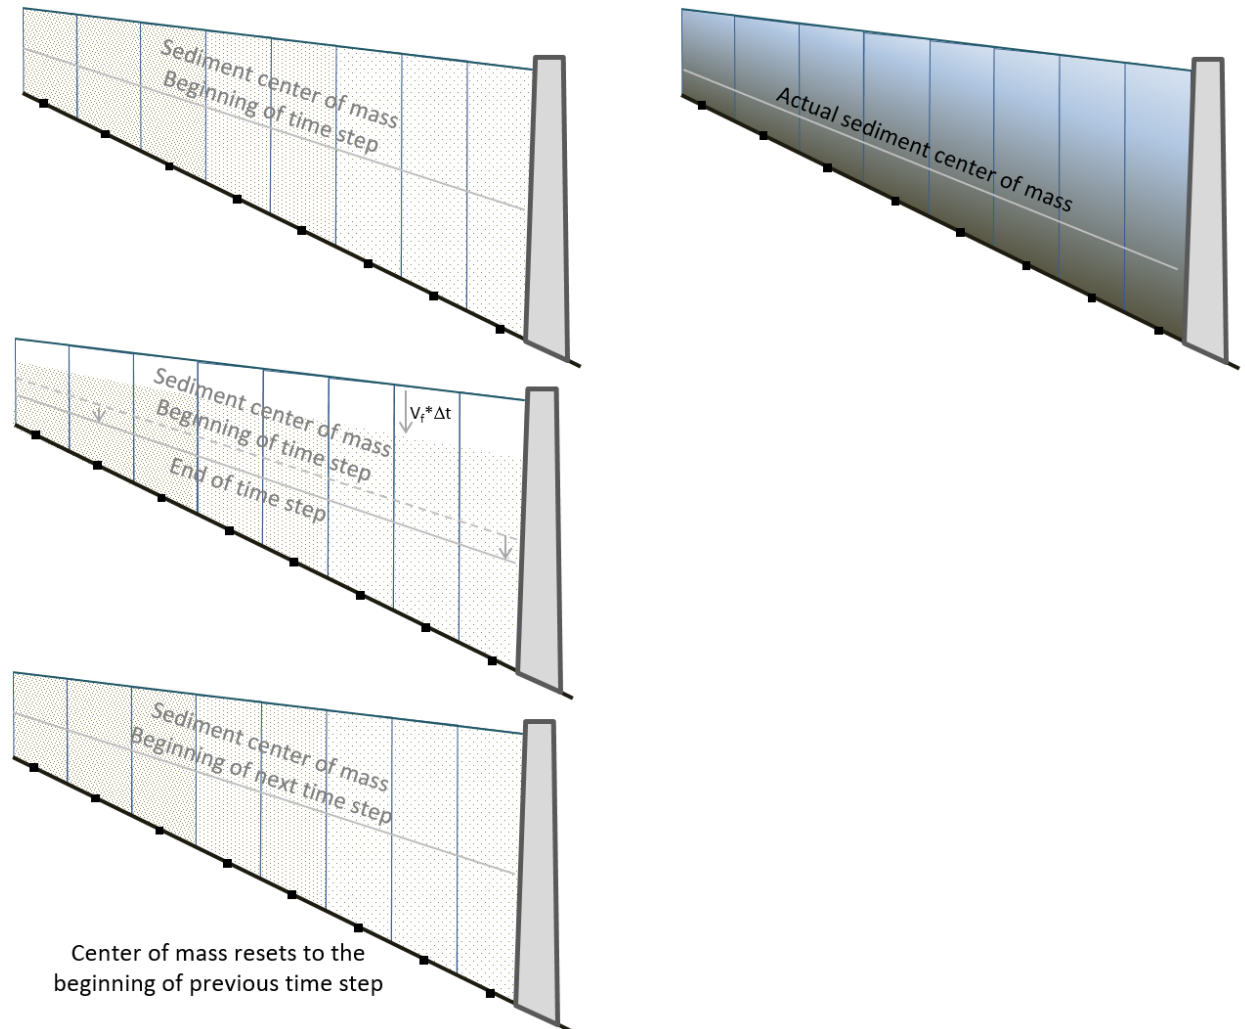 Sediment center of mass
Beginning of time step
Actual sediment center of mass
Sediment center of mass
Beginning of time step
End of time step
Vf*Δt
Sediment center of mass
Beginning of next time step
Center of mass resets to the
beginning of previous time step